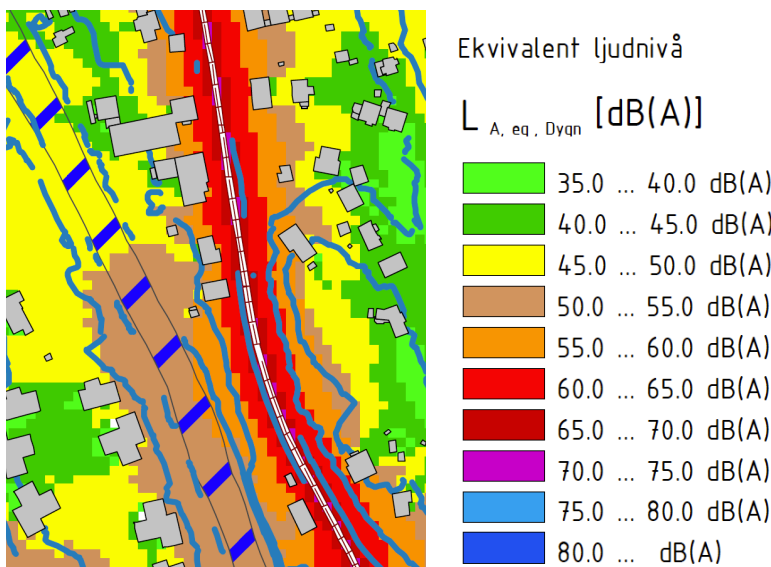 Ekvivalent ljudnivå
L A, eq , Dygn [dB(A)]
35.0 ... 40.0 dB(A)
40.0 ... 45.0 dB(A)
45.0 ... 50.0 dB(A)
50.0 ... 55.0 dB(A)
55.0 ... 60.0 dB(A)
60.0 ... 65.0 dB(A)
65.0 ... 70.0 dB(A)
70.0 ... 75.0 dB(A)
75.0 ... 80.0 dB(A)
80.0 ... dB(A)